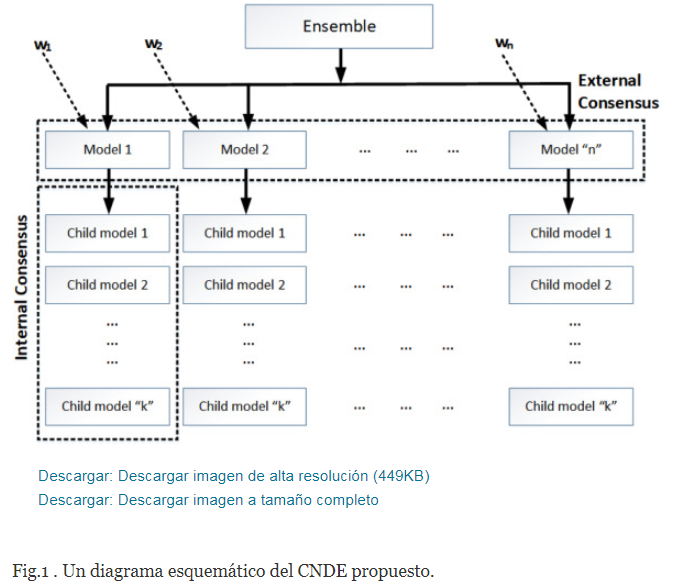 Ensemble
w1 w2 wn
External
Consensus
Model 1 Model 2 ... ... ... Model “n”
Internal Consensus
Child model 1 Child model 1 ... ... ... Child model 1
Child model 2 Child model 2 ... ... ... Child model 2
... ... ...
... ... ... ... ... ...
... ... ...
Child model “k” Child model “k” ... ... ... Child model “k”
Descargar: Descargar imagen de alta resolución (449KB)
Descargar: Descargar imagen a tamaño completo
Fig.1 . Un diagrama esquemático del CNDE propuesto.